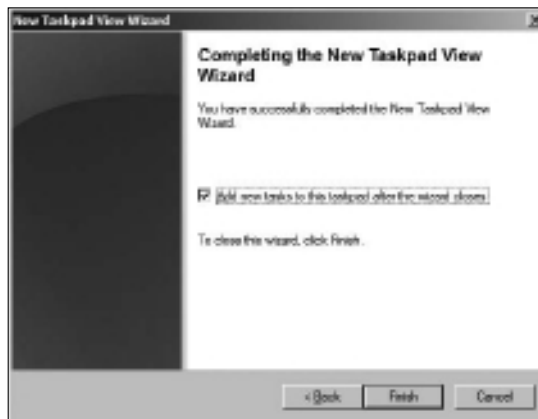 New Taskpad View Wizard
Completing the New Taskpad View
Wizard
You have successfully completed the New Taskpad View
Wizard.
Add new tasks to this taskpad after the wizard closes.
To close this wizard, click Finish.
< Back
Finish
Cancel